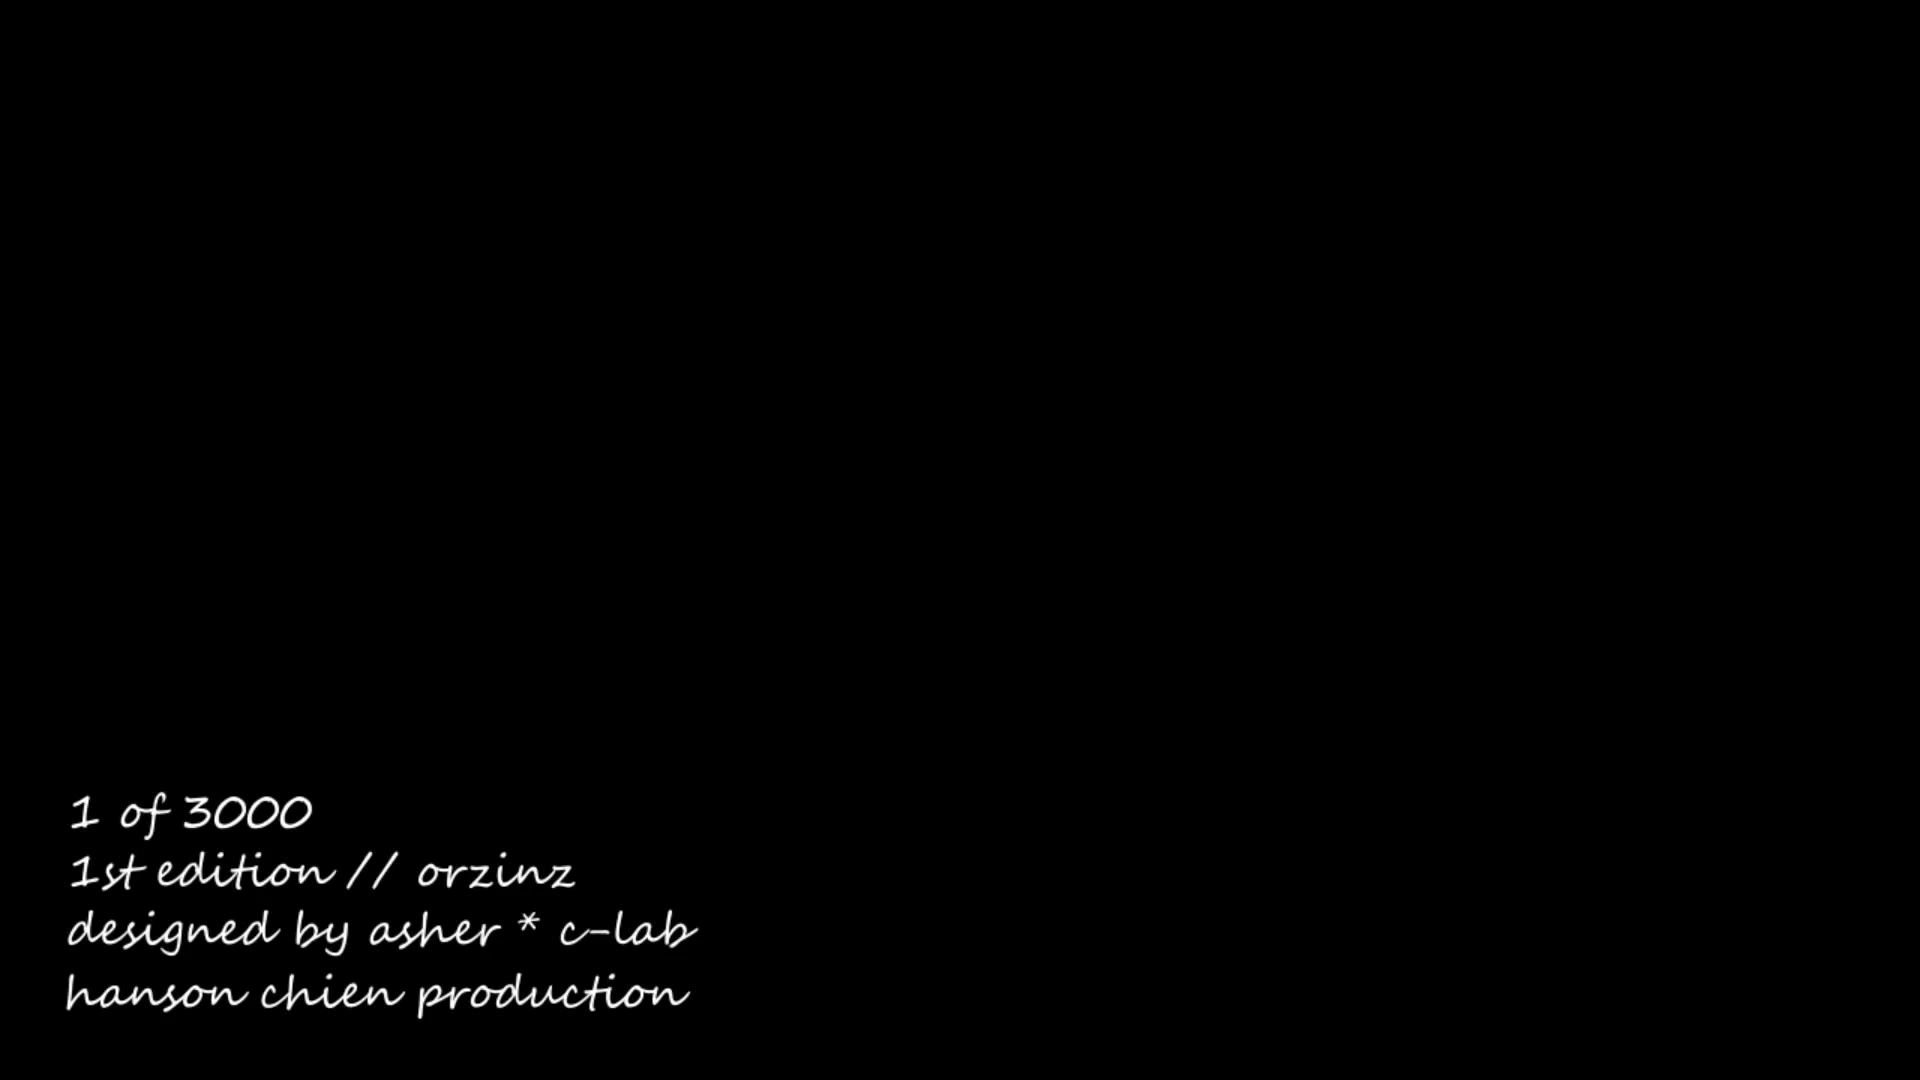 1 of 3000
1st edition // orzinz
designed by asher * c-lab
hanson chien production